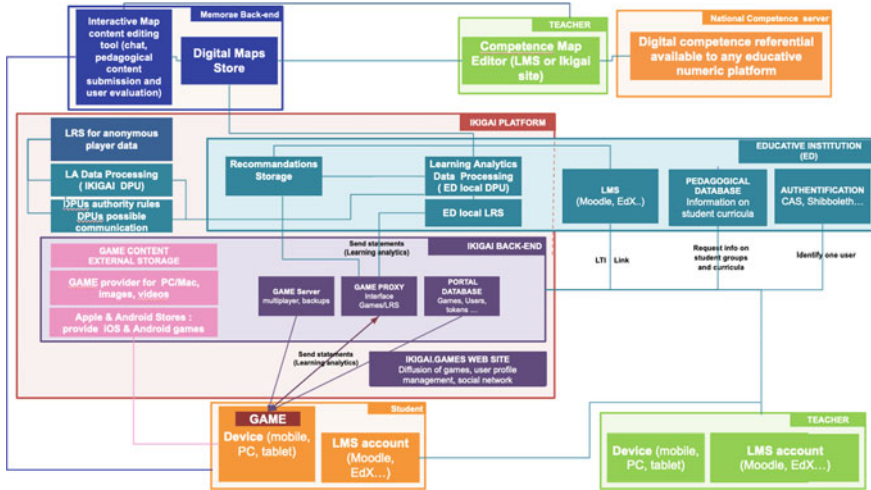 Memorae Back-end
Interactive Map
content editing
tool (chat,
pedagogical
content
submission and
user evaluation)
Digital Maps
Store
TEACHER
Competence Map
Editor (LMS or Ikigai
site)
National Competence server
Digital competence referential
available to any educative
numeric platform
IKIGAI PLATFORM
LRS for anonymous
player data
LA Data Processing
( IKIGAI DPU)
DPUs authority rules
DPUs possible
communication
EDUCATIVE INSTITUTION
(ED)
Recommandations
Storage
Learning Analytics
Data Processing
(ED local DPU)
ED local LRS
LMS
(Moodle, EdX..)
PEDAGOGICAL
DATABASE
Information on
student curricula
AUTHENTIFICATION
CAS, Shibboleth…
IKIGAI BACK-END
Send statements
(Learning analytics)
GAME CONTENT
EXTERNAL STORAGE
GAME provider for PC/Mac,
images, videos
Apple & Android Stores :
provide iOS & Android games
GAME Server
multiplayer, backups
GAME PROXY
Interface
Games/LRS
PORTAL
DATABASE
Games, Users,
tokens …
LTI Link
Request info on
student groups
and curricula
Identify one user
Send statements
(Learning analytics)
IKIGAI.GAMES WEB SITE
Diffusion of games, user profile
management, social network
Student
GAME
Device (mobile,
PC, tablet)
LMS account
(Moodle,
EdX…)
TEACHER
Device (mobile,
PC, tablet)
LMS account
(Moodle, EdX…)